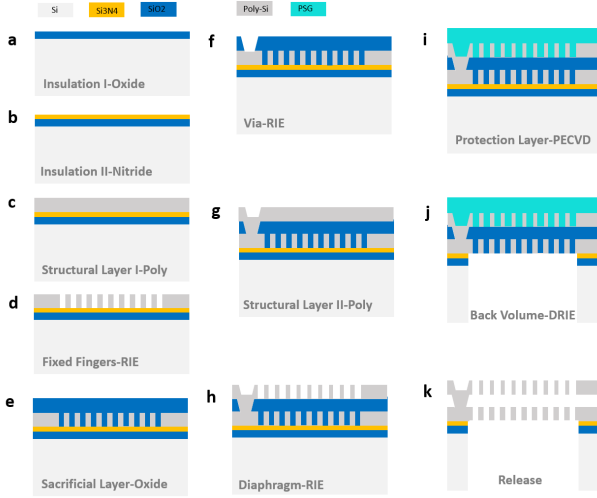 Si
Si3N4
SiO2
Poly-Si
PSG
a
Insulation I-Oxide
b
Insulation II-Nitride
c
Structural Layer I-Poly
d
Fixed Fingers-RIE
e
Sacrificial Layer-Oxide
f
Via-RIE
g
Structural Layer II-Poly
h
Diaphragm-RIE
i
Protection Layer-PECVD
j
Back Volume-DRIE
k
Release